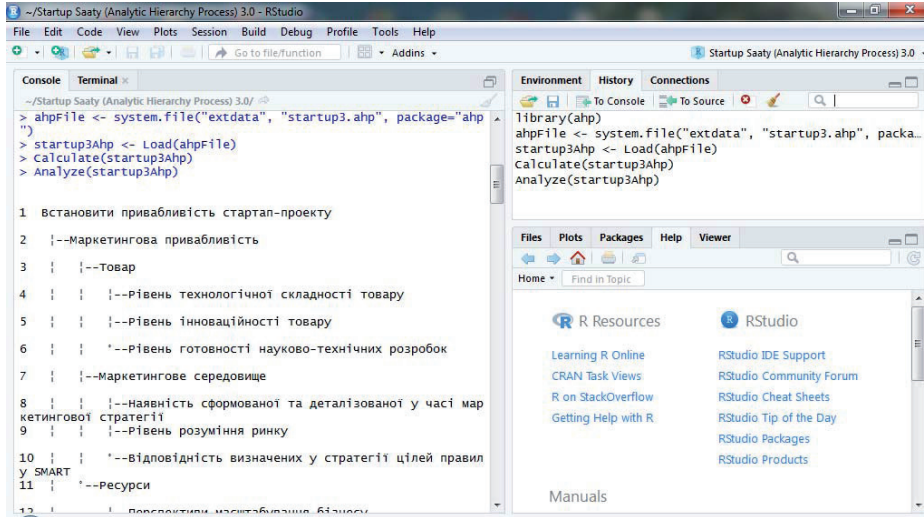 ~/Startup Saaty (Analytic Hierarchy Process) 3.0 - RStudio
File Edit Code View Plots Session Build Debug Profile Tools Help
Go to file/function Addins
Startup Saaty (Analytic Hierarchy Process) 3.0
Console Terminal
~/Startup Saaty (Analytic Hierarchy Process) 3.0/
> ahpFile <- system.file("extdata", "startup3.ahp", package="ahp
")
> startup3Ahp <- Load(ahpFile)
> Calculate(startup3Ahp)
> Analyze(startup3Ahp)
1 Встановити привабливість стартап-проекту
2 ¦--Маркетингова привабливість
3 ¦ ¦--Товар
4 ¦ ¦ ¦--Рівень технологічної складності товару
5 ¦ ¦ ¦--Рівень інноваційності товару
6 ¦ ¦ °--Рівень готовності науково-технічних розробок
7 ¦ ¦--Маркетингове середовище
8 ¦ ¦ ¦--Наявність сформованої та деталізованої у часі мар
кетингової стратегії
9 ¦ ¦ ¦--Рівень розуміння ринку
10 ¦ ¦ °--Відповідність визначених у стратегії цілей правил
у SMART
11 ¦ °--Ресурси
12 ¦ ¦ Перспективи масштабування бізнесу
Environment History Connections
To Console To Source
library(ahp)
ahpFile <- system.file("extdata", "startup3.ahp", packa…
startup3Ahp <- Load(ahpFile)
Calculate(startup3Ahp)
Analyze(startup3Ahp)
Files Plots Packages Help Viewer
Home Find in Topic
R Resources
Learning R Online
CRAN Task Views
R on StackOverflow
Getting Help with R
RStudio
RStudio IDE Support
RStudio Community Forum
RStudio Cheat Sheets
RStudio Tip of the Day
RStudio Packages
RStudio Products
Manuals